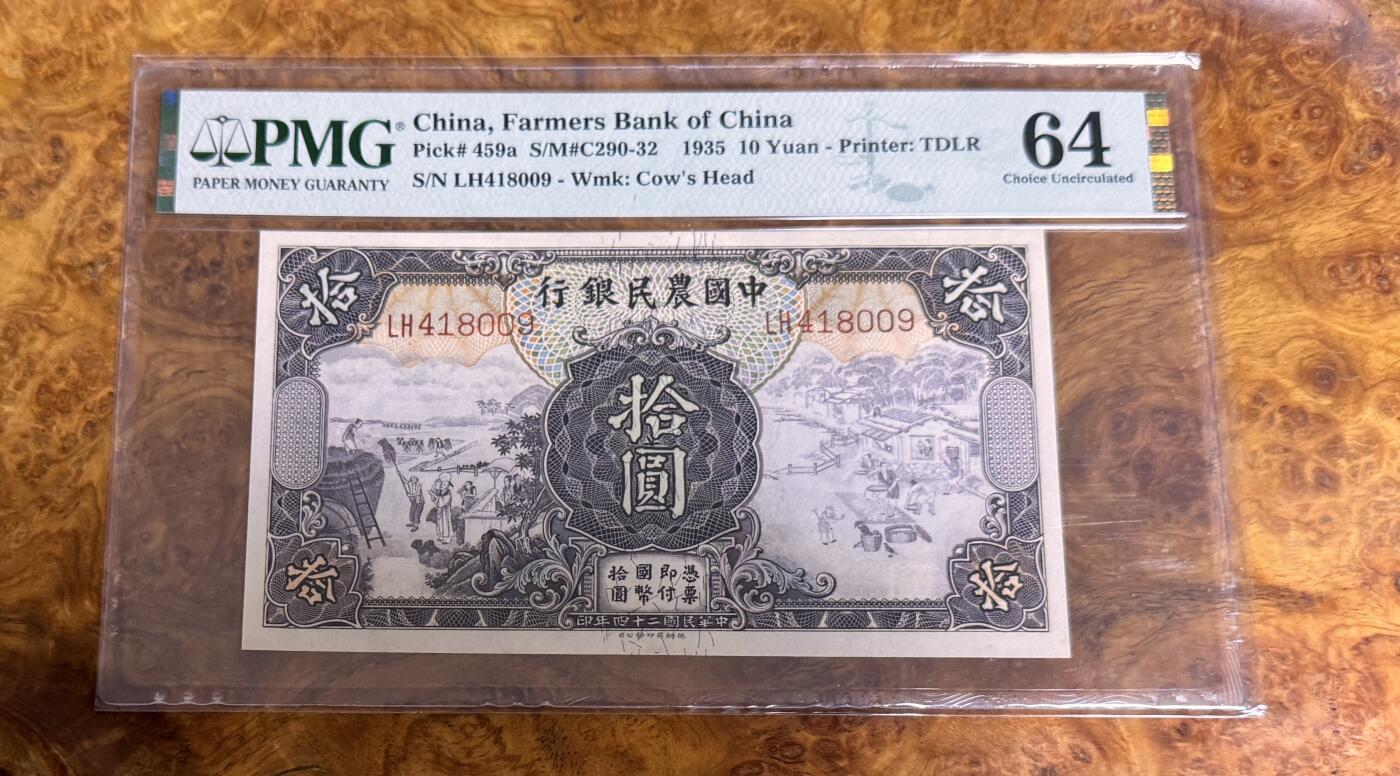 PMG®
PAPER MONEY GUARANTY
China, Farmers Bank of China
Pick# 459a S/M#C290-32 1935 10 Yuan - Printer: TDLR
S/N LH418009 - Wmk: Cow's Head
64
Choice Uncirculated
拾
拾
行銀民農國中
LH418009
LH418009
拾
圓
憑即國拾
票付幣圓
拾
拾
印年四十二國民華中